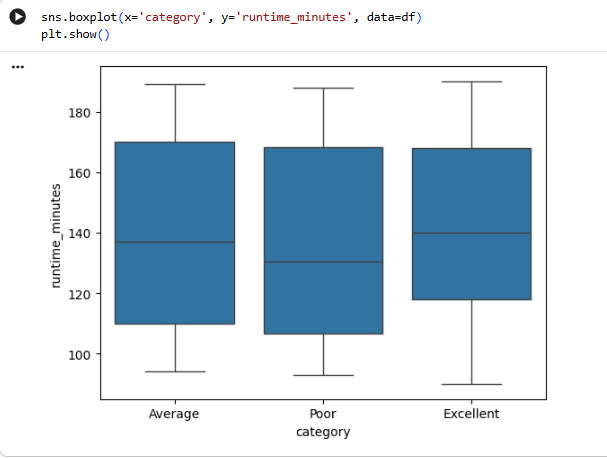 sns.boxplot(x='category', y='runtime_minutes', data=df)
plt.show()
180
160
140
120
100
runtime_minutes
Average Poor Excellent
category